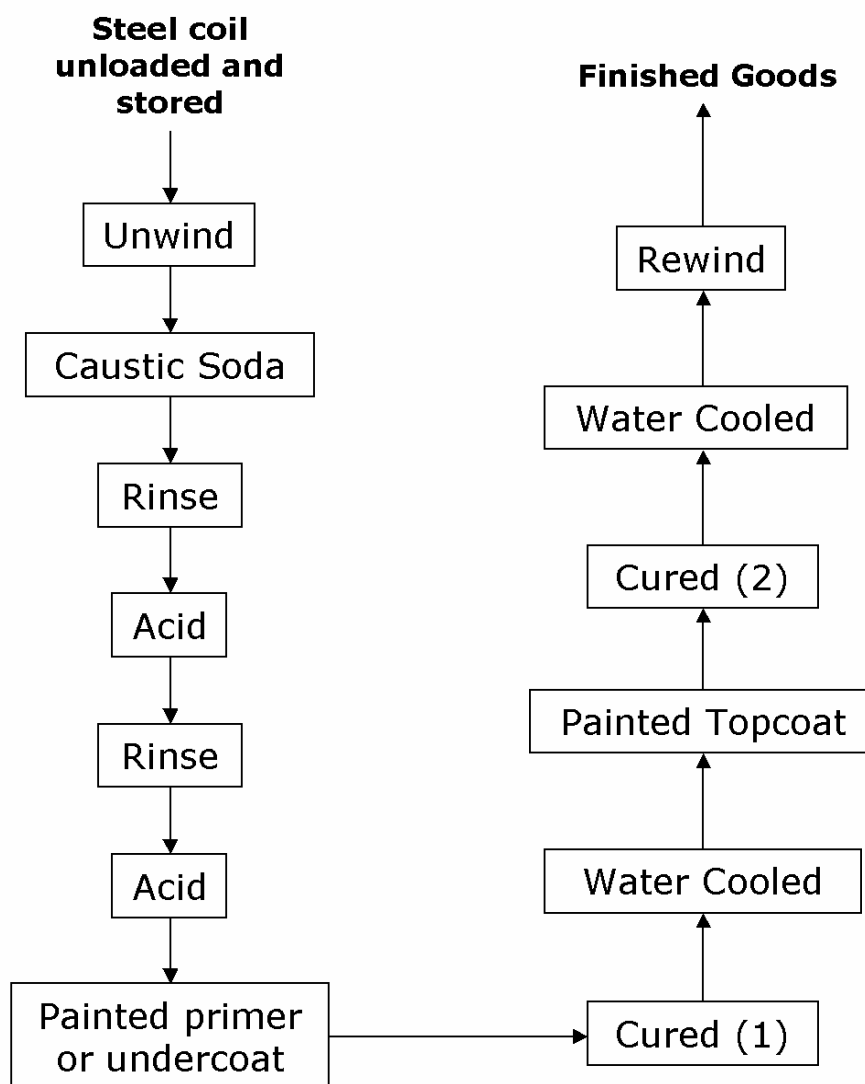 Steel coil
unloaded and
stored
Unwind
Caustic Soda
Rinse
Acid
Rinse
Acid
Painted primer
or undercoat
Cured (1)
Water Cooled
Painted Topcoat
Cured (2)
Water Cooled
Rewind
Finished Goods